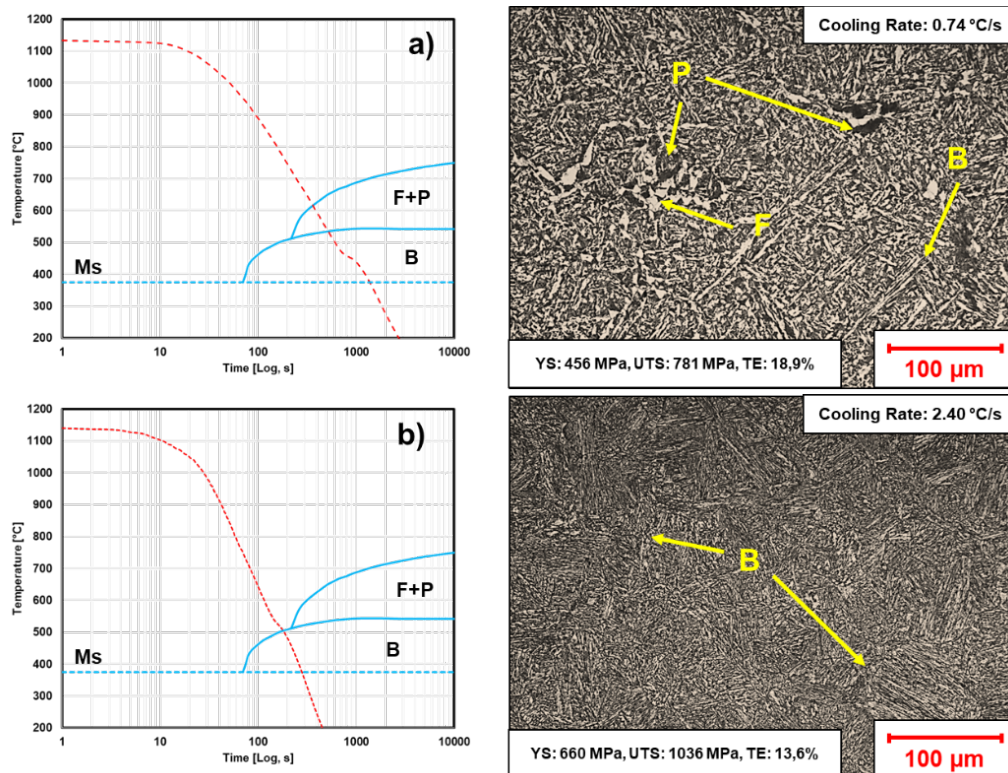 a)
Temperature [°C]
1200
1100
1000
900
800
700
600
500
400
300
200
F+P
B
Ms
1
10
100
1000
10000
Time [Log, s]
Cooling Rate: 0.74 °C/s
P
B
F
YS: 456 MPa, UTS: 781 MPa, TE: 18,9%
100 µm
b)
Temperature [°C]
1200
1100
1000
900
800
700
600
500
400
300
200
F+P
B
Ms
1
10
100
1000
10000
Time [Log, s]
Cooling Rate: 2.40 °C/s
B
YS: 660 MPa, UTS: 1036 MPa, TE: 13,6%
100 µm